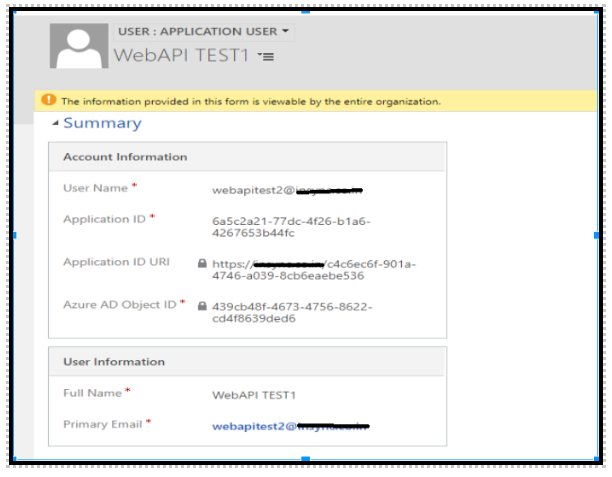 USER : APPLICATION USER
WebAPI TEST1
The information provided in this form is viewable by the entire organization.
Summary
Account Information
User Name * webapitest2@
Application ID * 6a5c2a21-77dc-4f26-b1a6-
4267653b44fc
Application ID URI https:// /c4c6ec6f-901a-
4746-a039-8cb6eaebe536
Azure AD Object ID * 439cb48f-4673-4756-8622-
cd4f8639ded6
User Information
Full Name * WebAPI TEST1
Primary Email * webapitest2@